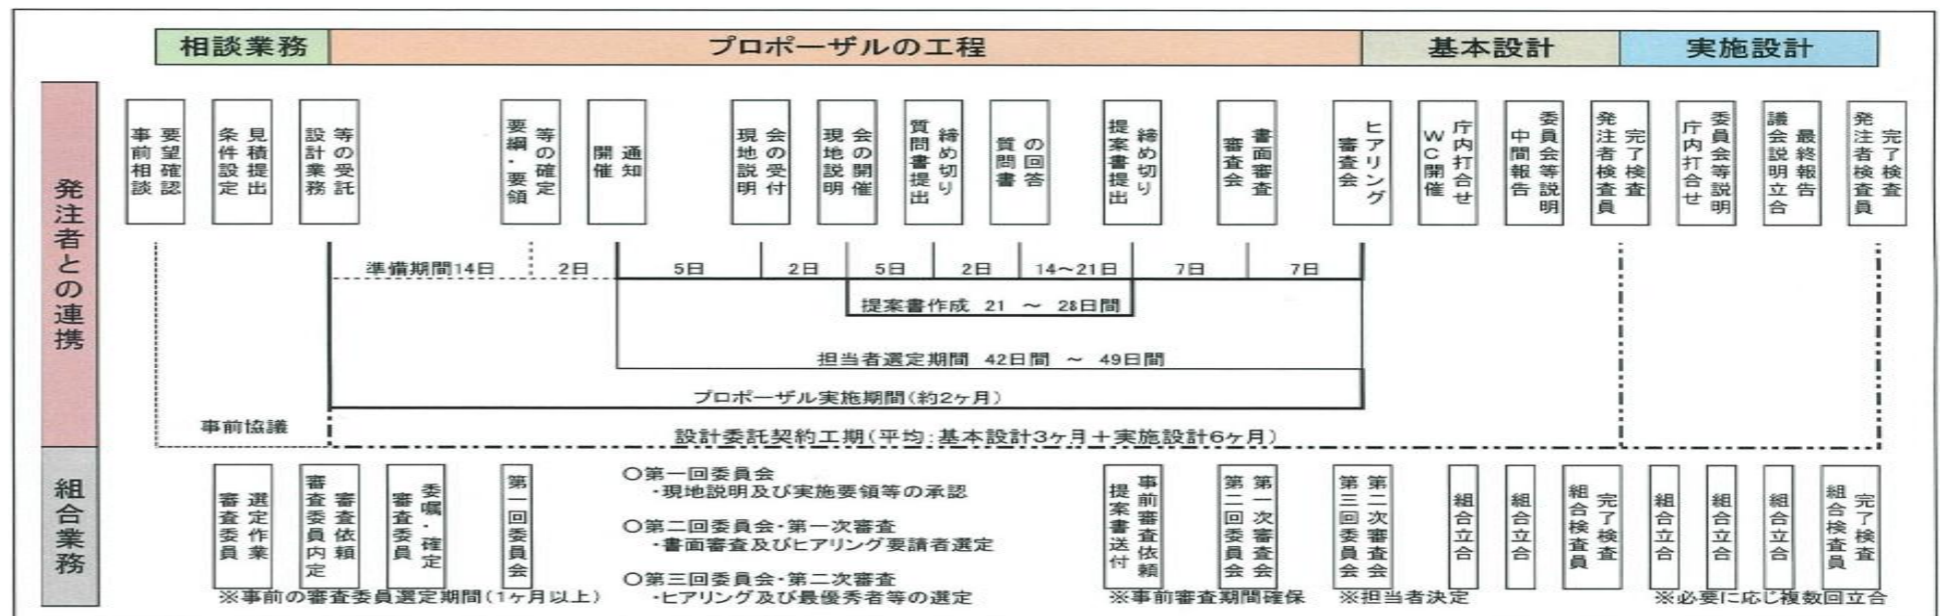 相談業務
プロポーザルの工程
基本設計
実施設計
発注者との連携
事前相談
要望確認
条件設定
見積提出
設計業務
等の受託
要綱・要領
等の確定
開催
通知
現地説明
会の受付
現地説明
会の開催
質問書提出
締め切り
質問書
の回答
提案書提出
締め切り
書面審査
審査会
ヒアリング
審査会
庁内打合せ
WC開催
委員会等説明
中間報告
発注者検査員
完了検査
庁内打合せ
委員会等説明
議会説明立合
最終報告
発注者検査員
完了検査
準備期間14日
2日
5日
2日
5日
2日
14～21日
7日
7日
提案書作成 21 ～ 28日間
担当者選定期間 42日間 ～ 49日間
プロポーザル実施期間(約2ヶ月)
事前協議
設計委託契約工期(平均:基本設計3ヶ月＋実施設計6ヶ月)
組合業務
審査委員
選定作業
審査委員内定
審査依頼
審査委員
委嘱・確定
第一回委員会
○第一回委員会
・現地説明及び実施要領等の承認
○第二回委員会・第一次審査
・書面審査及びヒアリング要請者選定
○第三回委員会・第二次審査
・ヒアリング及び最優秀者等の選定
提案書送付
事前審査依頼
第二回委員会
第一次審査会
第三回委員会
第二次審査会
組合立合
組合立合
組合検査員
完了検査
組合立合
組合立合
組合立合
組合検査員
完了検査
※事前の審査委員選定期間(1ヶ月以上)
※事前審査期間確保
※担当者決定
※必要に応じ複数回立合